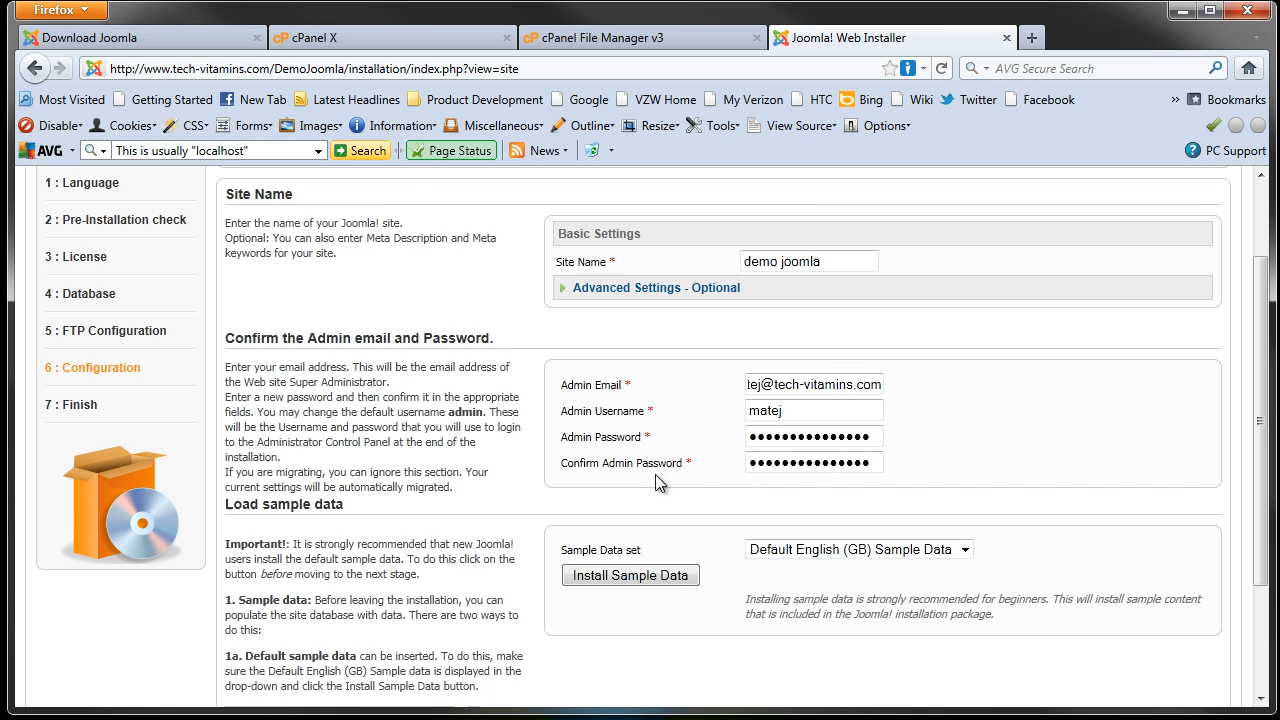 Firefox
Download Joomla
cPanel X
cPanel File Manager v3
Joomla! Web Installer
http://www.tech-vitamins.com/DemoJoomla/installation/index.php?view=site
AVG Secure Search
Most Visited Getting Started New Tab Latest Headlines Product Development Google VZW Home My Verizon HTC Bing Wiki Twitter Facebook » Bookmarks
Disable Cookies CSS Forms Images Information Miscellaneous Outline Resize Tools View Source Options
AVG This is usually "localhost" Search Page Status News PC Support
1 : Language
2 : Pre-Installation check
3 : License
4 : Database
5 : FTP Configuration
6 : Configuration
7 : Finish
Site Name
Enter the name of your Joomla! site.
Optional: You can also enter Meta Description and Meta
keywords for your site.
Basic Settings
Site Name * demo joomla
Advanced Settings - Optional
Confirm the Admin email and Password.
Enter your email address. This will be the email address of
the Web site Super Administrator.
Enter a new password and then confirm it in the appropriate
fields. You may change the default username admin. These
will be the Username and password that you will use to login
to the Administrator Control Panel at the end of the
installation.
If you are migrating, you can ignore this section. Your
current settings will be automatically migrated.
Admin Email * tej@tech-vitamins.com
Admin Username * matej
Admin Password * ●●●●●●●●●●●●●●●
Confirm Admin Password * ●●●●●●●●●●●●●●●
Load sample data
Important!: It is strongly recommended that new Joomla!
users install the default sample data. To do this click on the
button before moving to the next stage.
1. Sample data: Before leaving the installation, you can
populate the site database with data. There are two ways to
do this:
1a. Default sample data can be inserted. To do this, make
sure the Default English (GB) Sample data is displayed in the
drop-down and click the Install Sample Data button.
Sample Data set Default English (GB) Sample Data
Install Sample Data
Installing sample data is strongly recommended for beginners. This will install sample content
that is included in the Joomla! installation package.